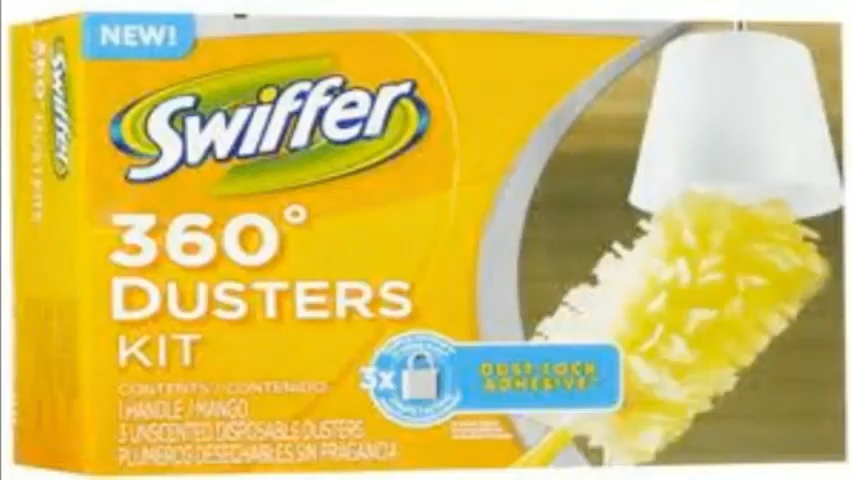 NEW!
Swiffer
Swiffer
360°
DUSTERS
KIT
CONTENTS / CONTENIDO:
1 HANDLE / MANGO
3 UNSCENTED DISPOSABLE DUSTERS
PLUMEROS DESECHABLES SIN FRAGANCIA
3x
DUST LOCK
ADHESIVE
360° DUSTERS